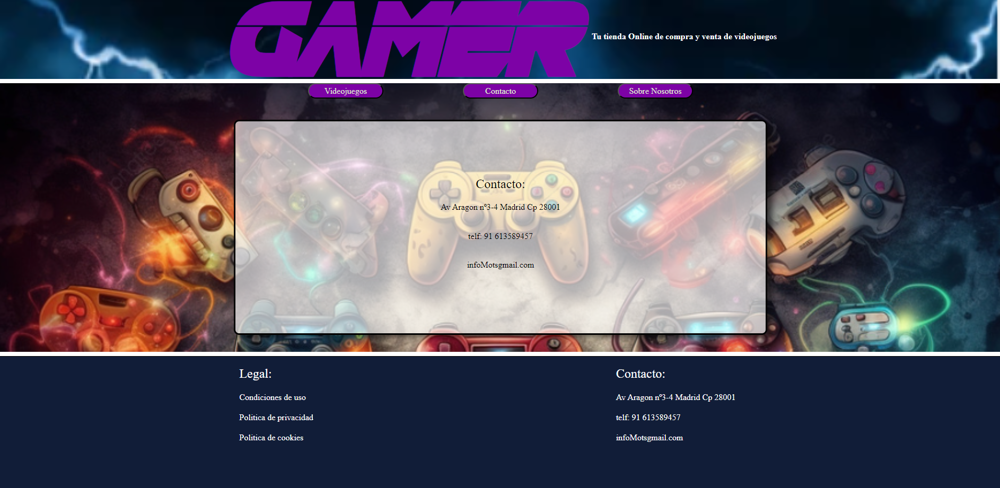 GAMER
Tu tienda Online de compra y venta de videojuegos
Videojuegos
Contacto
Sobre Nosotros
Contacto:
Av Aragon nº3-4 Madrid Cp 28001
telf: 91 613589457
infoMotsgmail.com
Legal:
Condiciones de uso
Politica de privacidad
Politica de cookies
Contacto:
Av Aragon nº3-4 Madrid Cp 28001
telf: 91 613589457
infoMotsgmail.com